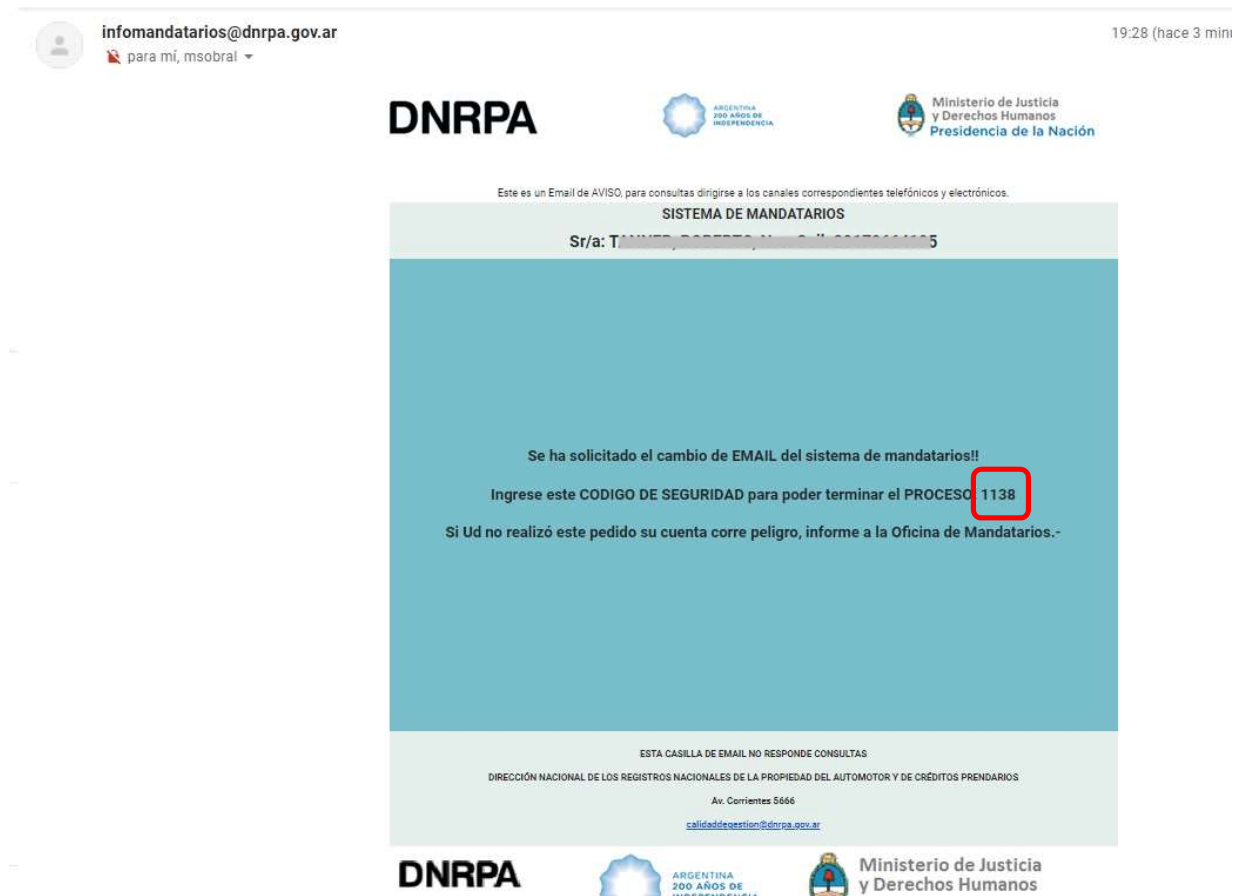 infomandatarios@dnrpa.gov.ar
19:28 (hace 3 minu
para mí, msobral
DNRPA
ARGENTINA
200 AÑOS DE
INDEPENDENCIA
Ministerio de Justicia
y Derechos Humanos
Presidencia de la Nación
Este es un Email de AVISO, para consultas dirigirse a los canales correspondientes telefónicos y electrónicos.
SISTEMA DE MANDATARIOS
Sr/a: T
5
Se ha solicitado el cambio de EMAIL del sistema de mandatarios!!
Ingrese este CODIGO DE SEGURIDAD para poder terminar el PROCESO: 1138
Si Ud no realizó este pedido su cuenta corre peligro, informe a la Oficina de Mandatarios.-
ESTA CASILLA DE EMAIL NO RESPONDE CONSULTAS
DIRECCIÓN NACIONAL DE LOS REGISTROS NACIONALES DE LA PROPIEDAD DEL AUTOMOTOR Y DE CRÉDITOS PRENDARIOS
Av. Corrientes 5666
calidaddegestion@dnrpa.gov.ar
DNRPA
ARGENTINA
200 AÑOS DE
INDEPENDENCIA
Ministerio de Justicia
y Derechos Humanos